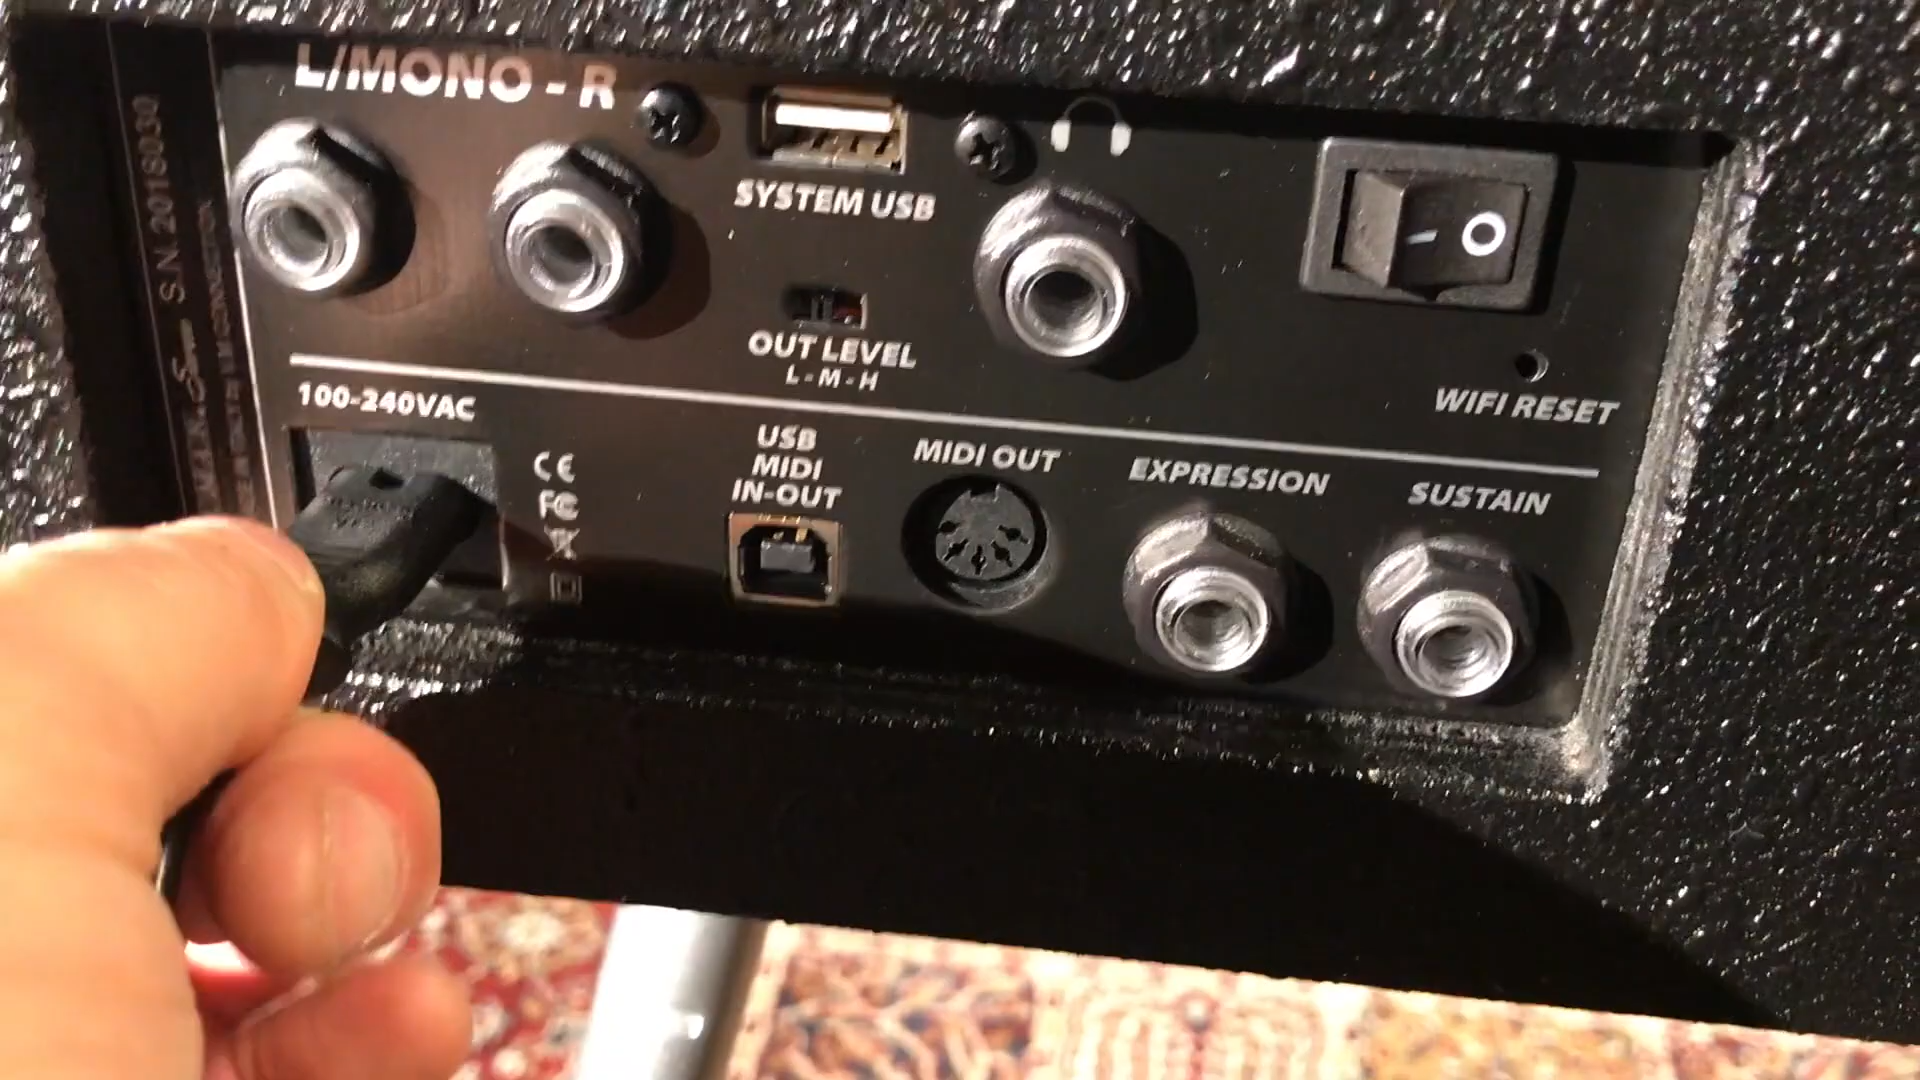 L/MONO - R
SYSTEM USB
OUT LEVEL
L - M - H
WIFI RESET
100-240VAC
CE
FC
USB
MIDI
IN-OUT
MIDI OUT
EXPRESSION
SUSTAIN
S.N. 2018030